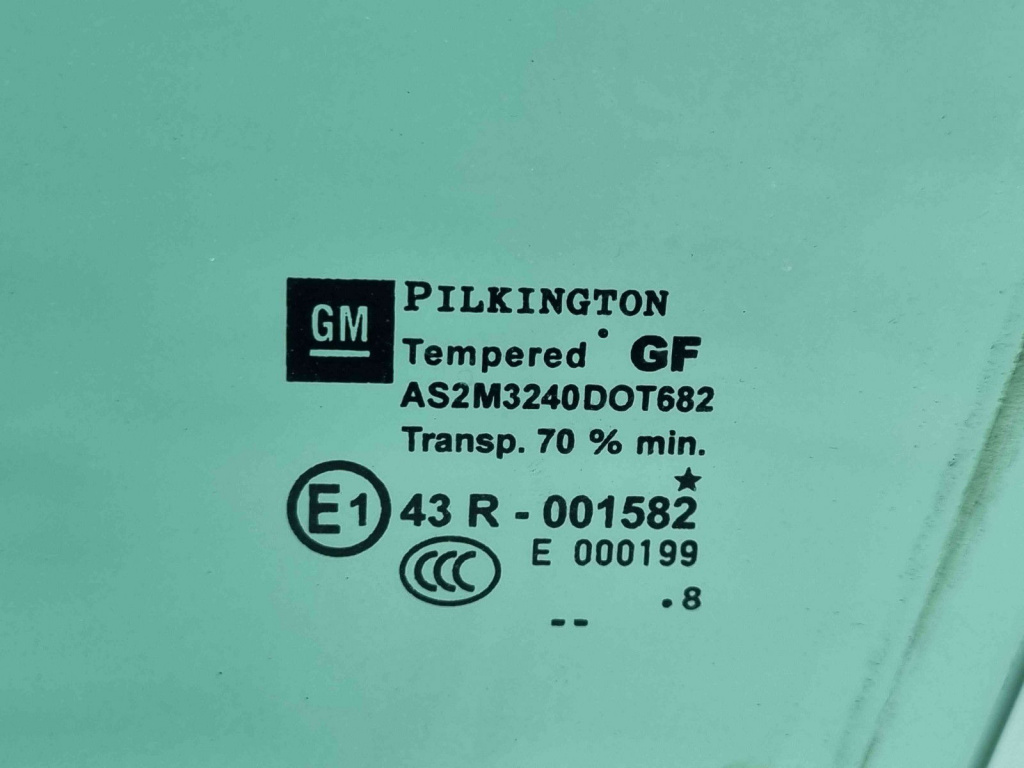 GM
PILKINGTON
Tempered GF
AS2M3240DOT682
Transp. 70 % min.
E1 43 R - 001582
CCC E 000199
.8
--